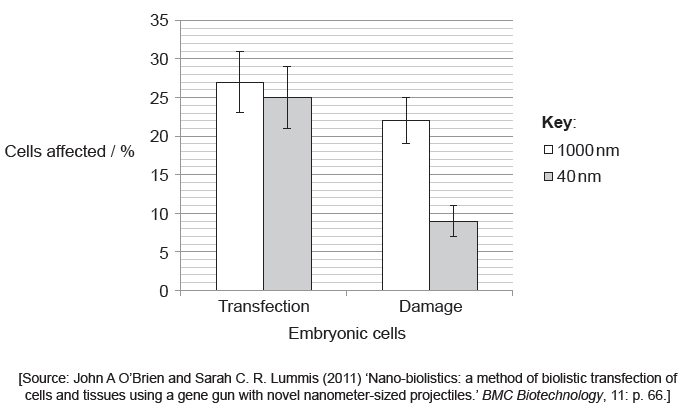 35
30
25
20
15
10
5
0
Cells affected / %
Transfection
Damage
Embryonic cells
Key:
1000 nm
40 nm
[Source: John A O’Brien and Sarah C. R. Lummis (2011) ‘Nano-biolistics: a method of biolistic transfection of
cells and tissues using a gene gun with novel nanometer-sized projectiles.’ BMC Biotechnology, 11: p. 66.]